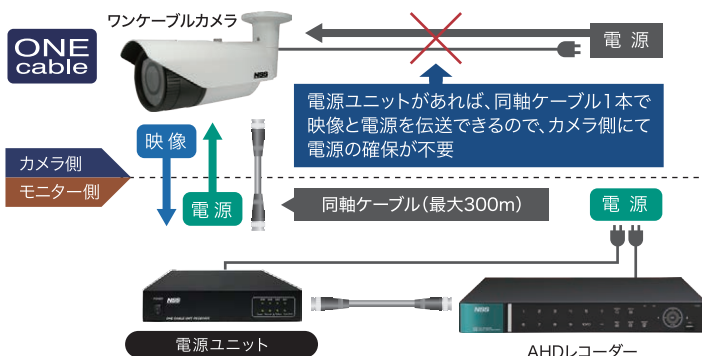 ワンケーブルカメラ
ONE
cable
電 源
NSS
電源ユニットがあれば、同軸ケーブル1本で
映像と電源を伝送できるので、カメラ側にて
電源の確保が不要
映 像
カメラ側
モニター側
電 源
同軸ケーブル（最大300m）
電 源
NSS
NSS
電源ユニット
AHDレコーダー